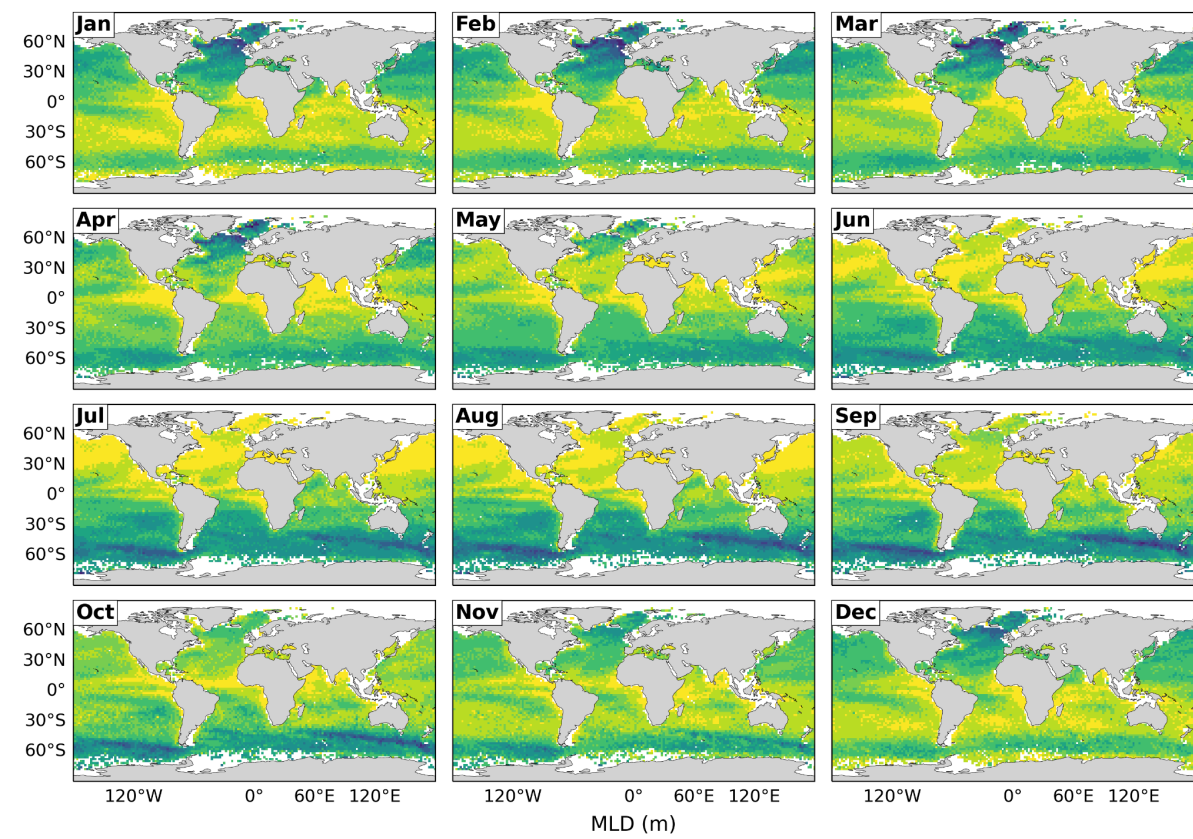 Jan Feb Mar
60°N
30°N
0°
30°S
60°S
Apr May Jun
60°N
30°N
0°
30°S
60°S
Jul Aug Sep
60°N
30°N
0°
30°S
60°S
Oct Nov Dec
60°N
30°N
0°
30°S
60°S
120°W 0° 60°E 120°E 120°W 0° 60°E 120°E 120°W 0° 60°E 120°E
MLD (m)